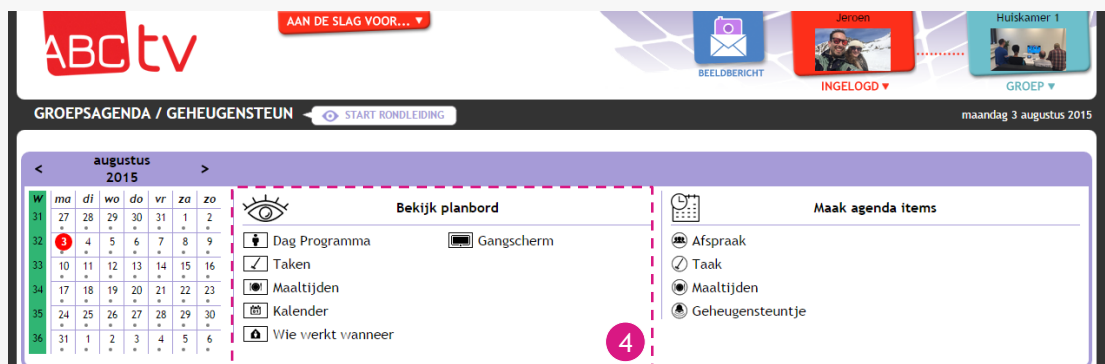 ABC tv
AAN DE SLAG VOOR... ▼
BEELDBERICHT
Jeroen
INGELOGD ▼
Huiskamer 1
GROEP ▼
GROEPSAGENDA / GEHEUGENSTEUN
START RONDLEIDING
maandag 3 augustus 2015
< augustus >
2015
W ma di wo do vr za zo
31 27 28 29 30 31 1 2
32 3 4 5 6 7 8 9
33 10 11 12 13 14 15 16
34 17 18 19 20 21 22 23
35 24 25 26 27 28 29 30
36 31 1 2 3 4 5 6
Bekijk planbord
Dag Programma
Gangscherm
Taken
Maaltijden
Kalender
Wie werkt wanneer
4
Maak agenda items
Afspraak
Taak
Maaltijden
Geheugensteuntje